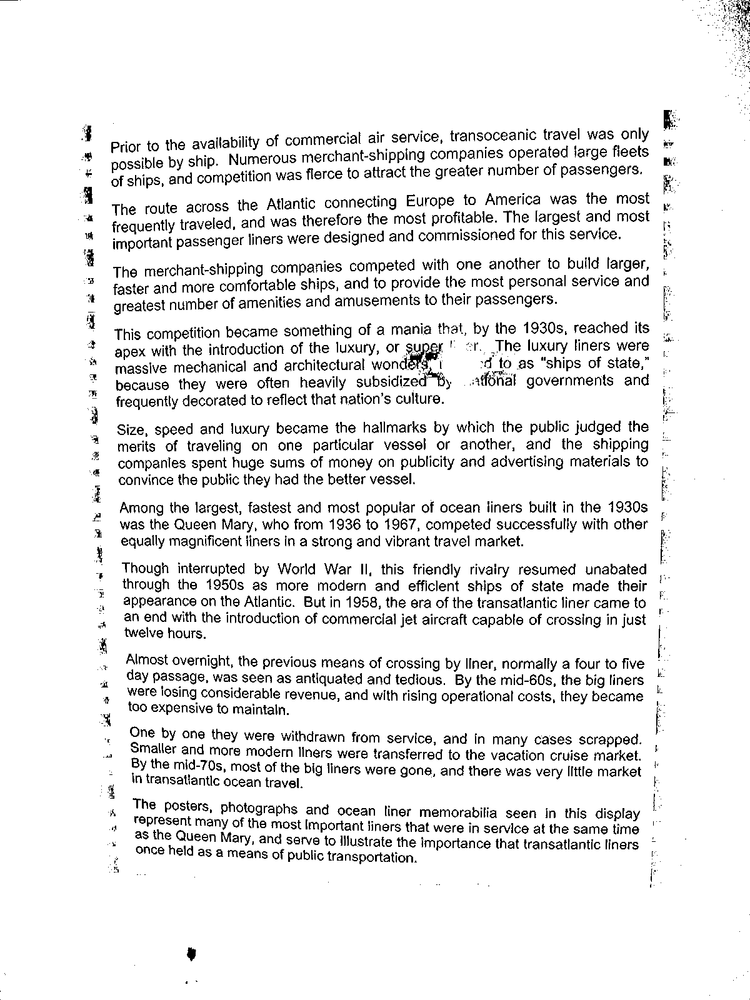 Prior to the availability of commercial air service, transoceanic travel was only
possible by ship. Numerous merchant-shipping companies operated large fleets
of ships, and competition was fierce to attract the greater number of passengers.
The route across the Atlantic connecting Europe to America was the most
frequently traveled, and was therefore the most profitable. The largest and most
important passenger liners were designed and commissioned for this service.
The merchant-shipping companies competed with one another to build larger,
faster and more comfortable ships, and to provide the most personal service and
greatest number of amenities and amusements to their passengers.
This competition became something of a mania that, by the 1930s, reached its
apex with the introduction of the luxury, or super The luxury liners were
massive mechanical and architectural wonders, to as "ships of state,"
because they were often heavily subsidized by national governments and
frequently decorated to reflect that nation's culture.
Size, speed and luxury became the hallmarks by which the public judged the
merits of traveling on one particular vessel or another, and the shipping
companies spent huge sums of money on publicity and advertising materials to
convince the public they had the better vessel.
Among the largest, fastest and most popular of ocean liners built in the 1930s
was the Queen Mary, who from 1936 to 1967, competed successfully with other
equally magnificent liners in a strong and vibrant travel market.
Though interrupted by World War II, this friendly rivalry resumed unabated
through the 1950s as more modern and efficient ships of state made their
appearance on the Atlantic. But in 1958, the era of the transatlantic liner came to
an end with the introduction of commercial jet aircraft capable of crossing in just
twelve hours.
Almost overnight, the previous means of crossing by liner, normally a four to five
day passage, was seen as antiquated and tedious. By the mid-60s, the big liners
were losing considerable revenue, and with rising operational costs, they became
too expensive to maintain.
One by one they were withdrawn from service, and in many cases scrapped.
Smaller and more modern liners were transferred to the vacation cruise market.
By the mid-70s, most of the big liners were gone, and there was very little market
in transatlantic ocean travel.
The posters, photographs and ocean liner memorabilia seen in this display
represent many of the most important liners that were in service at the same time
as the Queen Mary, and serve to illustrate the importance that transatlantic liners
once held as a means of public transportation.